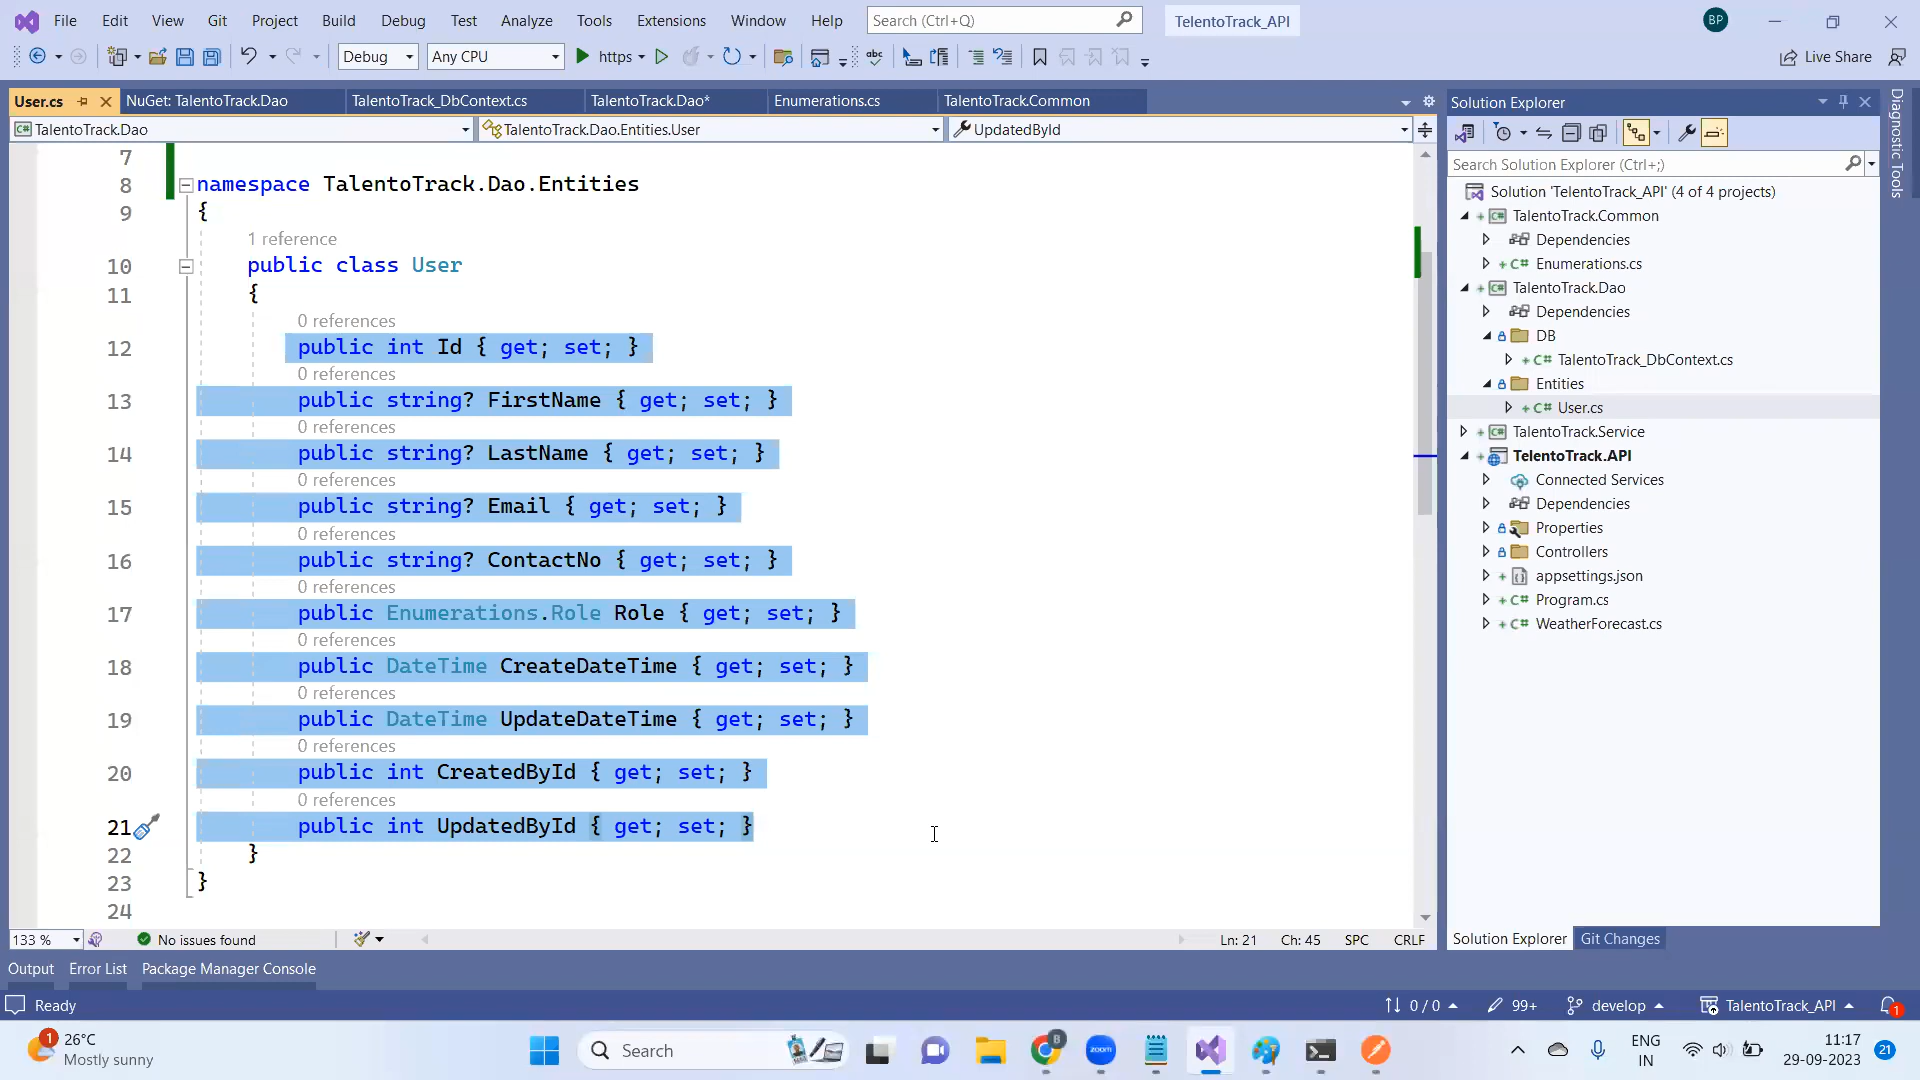 File Edit View Git Project Build Debug Test Analyze Tools Extensions Window Help Search (Ctrl+Q) TelentoTrack_API BP
Debug Any CPU https Live Share
User.cs NuGet: TalentoTrack.Dao TalentoTrack_DbContext.cs TalentoTrack.Dao* Enumerations.cs TalentoTrack.Common
C# TalentoTrack.Dao TalentoTrack.Dao.Entities.User UpdatedById
7
8 namespace TalentoTrack.Dao.Entities
9 {
1 reference
10 public class User
11 {
0 references
12 public int Id { get; set; }
0 references
13 public string? FirstName { get; set; }
0 references
14 public string? LastName { get; set; }
0 references
15 public string? Email { get; set; }
0 references
16 public string? ContactNo { get; set; }
0 references
17 public Enumerations.Role Role { get; set; }
0 references
18 public DateTime CreateDateTime { get; set; }
0 references
19 public DateTime UpdateDateTime { get; set; }
0 references
20 public int CreatedById { get; set; }
0 references
21 public int UpdatedById { get; set; }
22 }
23 }
24
133 % No issues found Ln: 21 Ch: 45 SPC CRLF
Solution Explorer
Search Solution Explorer (Ctrl+;)
Solution 'TelentoTrack_API' (4 of 4 projects)
C# TalentoTrack.Common
Dependencies
C# Enumerations.cs
C# TalentoTrack.Dao
Dependencies
DB
C# TalentoTrack_DbContext.cs
Entities
C# User.cs
C# TalentoTrack.Service
TelentoTrack.API
Connected Services
Dependencies
Properties
Controllers
appsettings.json
C# Program.cs
C# WeatherForecast.cs
Solution Explorer Git Changes
Diagnostic Tools
Output Error List Package Manager Console
Ready 0 / 0 99+ develop TalentoTrack_API 1
1 26°C
Mostly sunny
Search
B
zoom
ENG
IN
11:17
29-09-2023
21